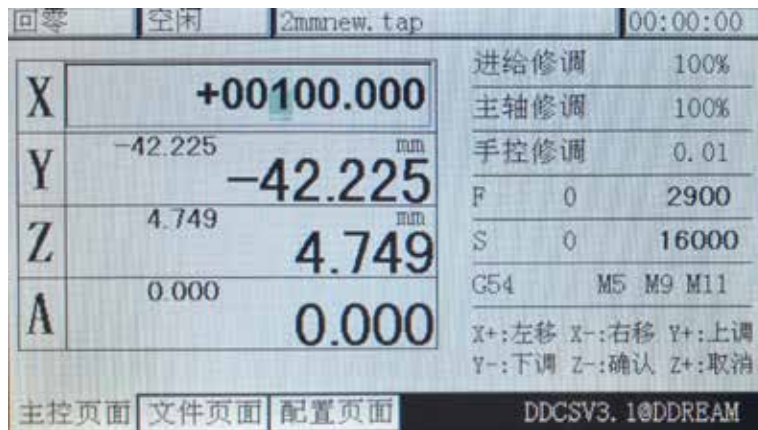 回零 空闲 2mmnew.tap 00:00:00
X +00100.000
进给修调 100%
主轴修调 100%
Y -42.225 mm
-42.225
手控修调 0.01
F 0 2900
Z 4.749 mm
4.749
S 0 16000
A 0.000
0.000
G54 M5 M9 M11
X+:左移 X-:右移 Y+:上调
Y-:下调 Z-:确认 Z+:取消
主控页面 文件页面 配置页面 DDCSV3.1@DDREAM